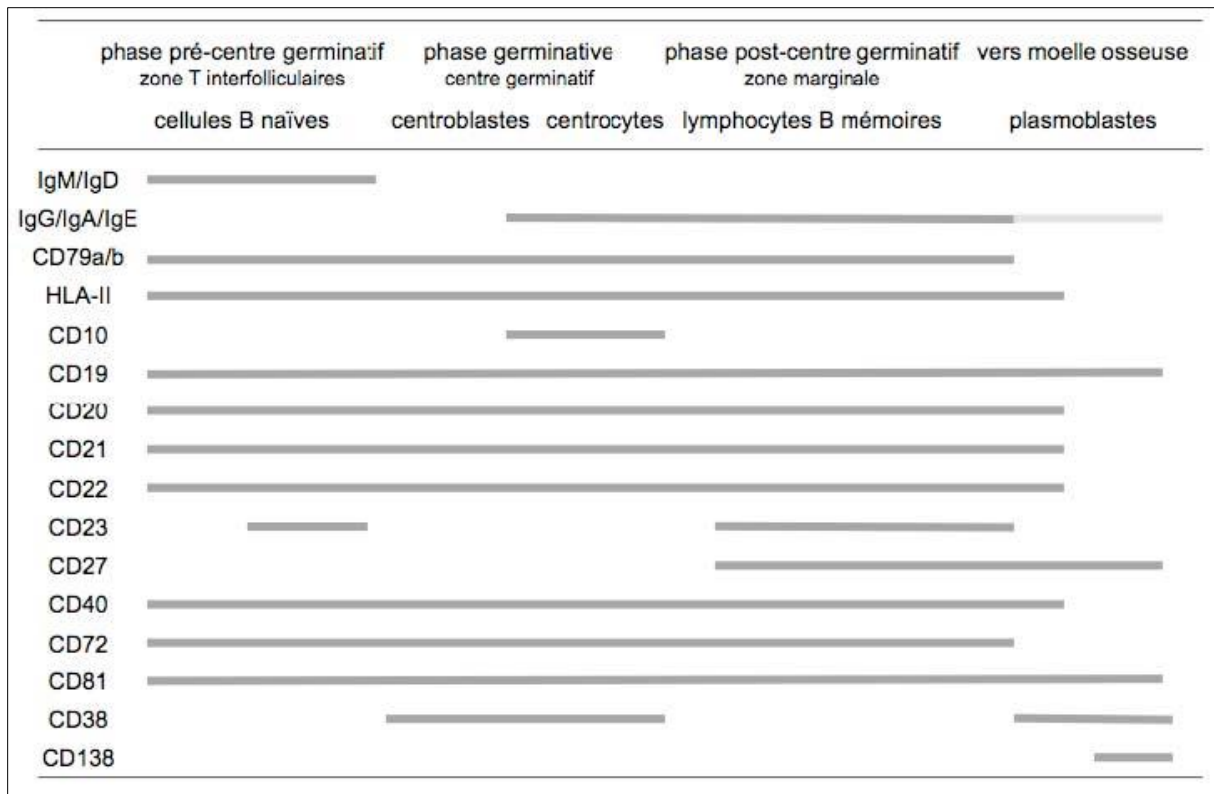 phase pré-centre germinatif phase germinative phase post-centre germinatif vers moelle osseuse
zone T interfolliculaires centre germinatif zone marginale
cellules B naïves centroblastes centrocytes lymphocytes B mémoires plasmoblastes
IgM/IgD
IgG/IgA/IgE
CD79a/b
HLA-II
CD10
CD19
CD20
CD21
CD22
CD23
CD27
CD40
CD72
CD81
CD38
CD138